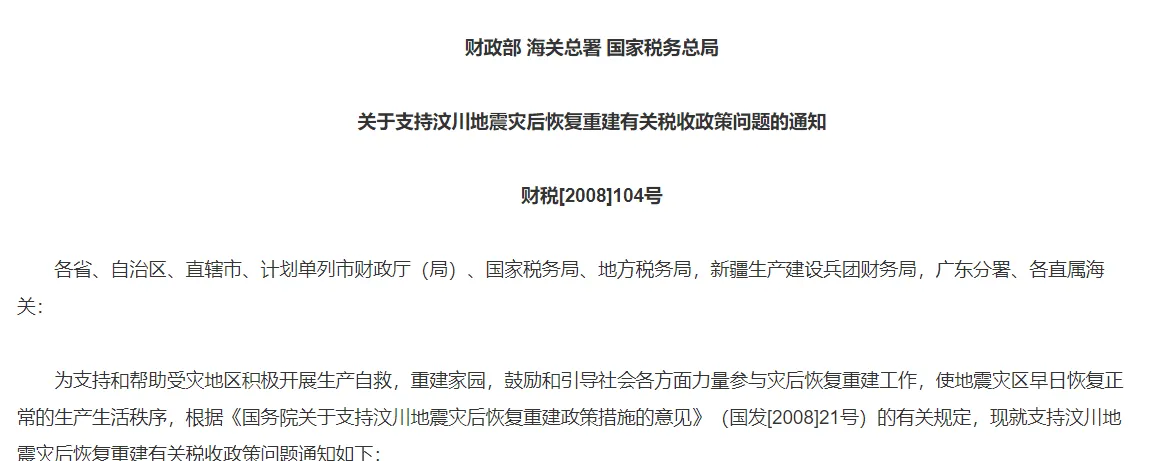 财政部 海关总署 国家税务总局
关于支持汶川地震灾后恢复重建有关税收政策问题的通知
财税[2008]104号
各省、自治区、直辖市、计划单列市财政厅（局）、国家税务局、地方税务局，新疆生产建设兵团财务局，广东分署、各直属海
关：
为支持和帮助受灾地区积极开展生产自救，重建家园，鼓励和引导社会各方面力量参与灾后恢复重建工作，使地震灾区早日恢复正
常的生产生活秩序，根据《国务院关于支持汶川地震灾后恢复重建政策措施的意见》（国发[2008]21号）的有关规定，现就支持汶川地
震灾后恢复重建有关税收政策问题通知如下：